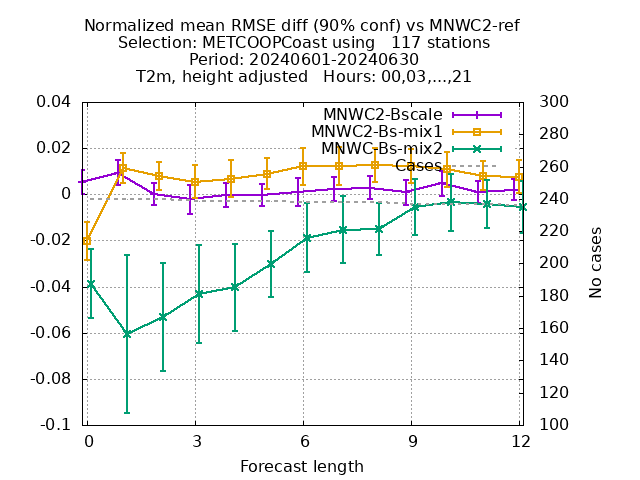 Normalized mean RMSE diff (90% conf) vs MNWC2-ref
Selection: METCOOPCoast using   117 stations
Period: 20240601-20240630
T2m, height adjusted   Hours: 00,03,...,21
0.04
0.02
0
-0.02
-0.04
-0.06
-0.08
-0.1
300
280
260
240
220
200
180
160
140
120
100
MNWC2-Bscale
MNWC2-Bs-mix1
MNWC-Bs-mix2
Cases
No cases
0
3
6
9
12
Forecast length